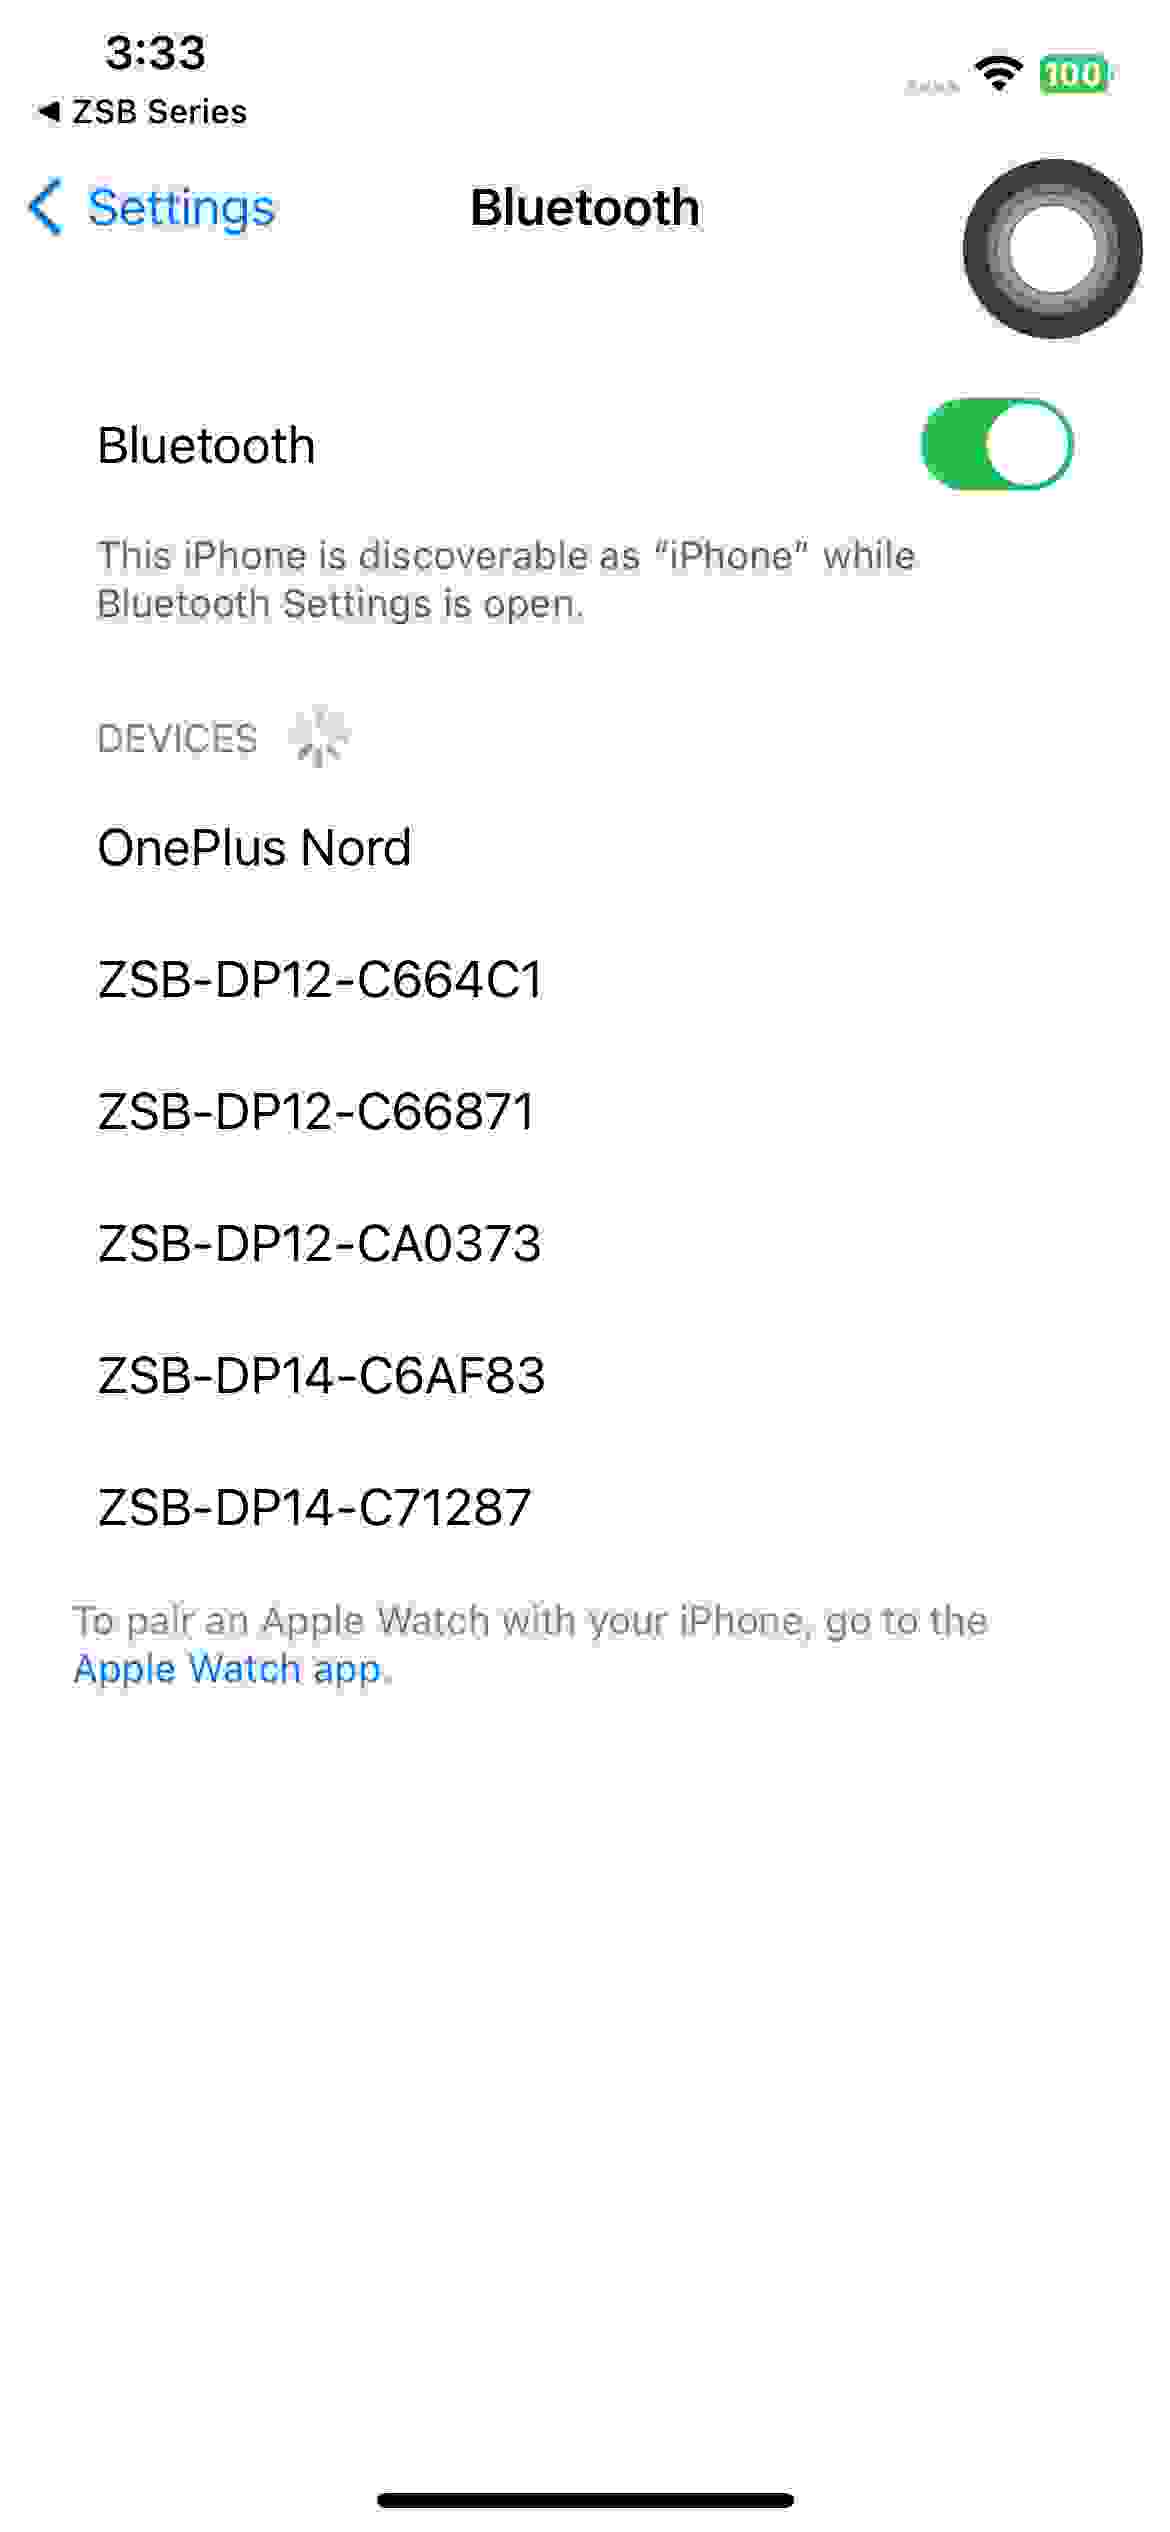 3:33
100
◀ ZSB Series
Settings
Bluetooth
Bluetooth
This iPhone is discoverable as “iPhone” while
Bluetooth Settings is open.
DEVICES
OnePlus Nord
ZSB-DP12-C664C1
ZSB-DP12-C66871
ZSB-DP12-CA0373
ZSB-DP14-C6AF83
ZSB-DP14-C71287
To pair an Apple Watch with your iPhone, go to the
Apple Watch app.